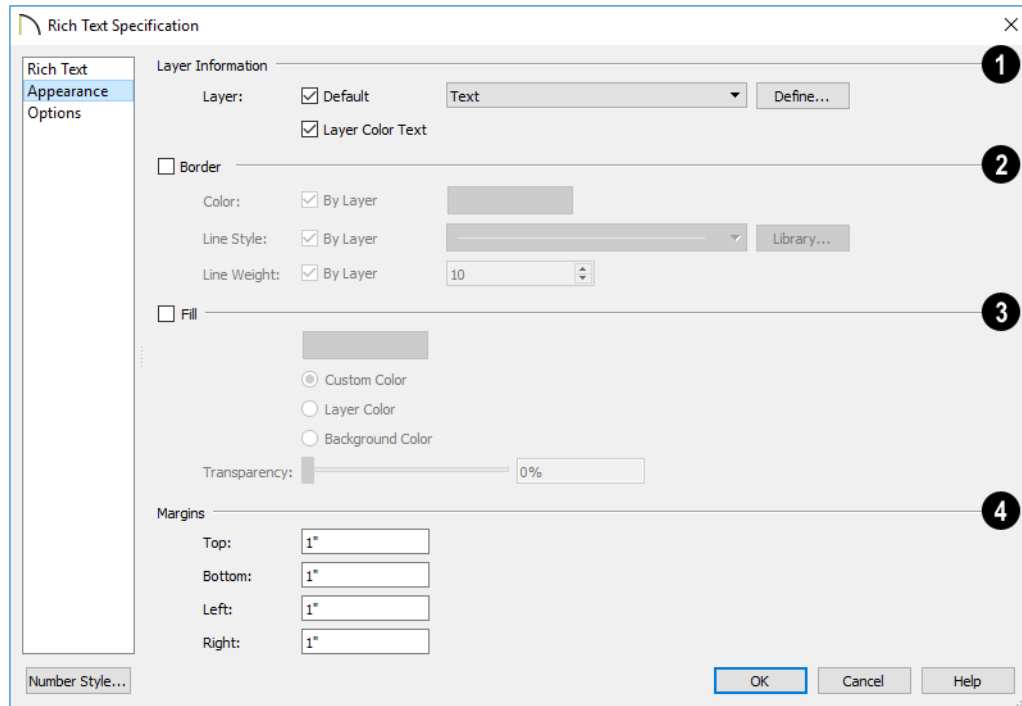 Rich Text Specification
Rich Text
Appearance
Options
Layer Information
1
Layer:
Default
Text
Define...
Layer Color Text
Border
2
Color:
By Layer
Line Style:
By Layer
Library...
Line Weight:
By Layer
10
Fill
3
Custom Color
Layer Color
Background Color
Transparency:
0%
Margins
4
Top:
1"
Bottom:
1"
Left:
1"
Right:
1"
Number Style...
OK
Cancel
Help